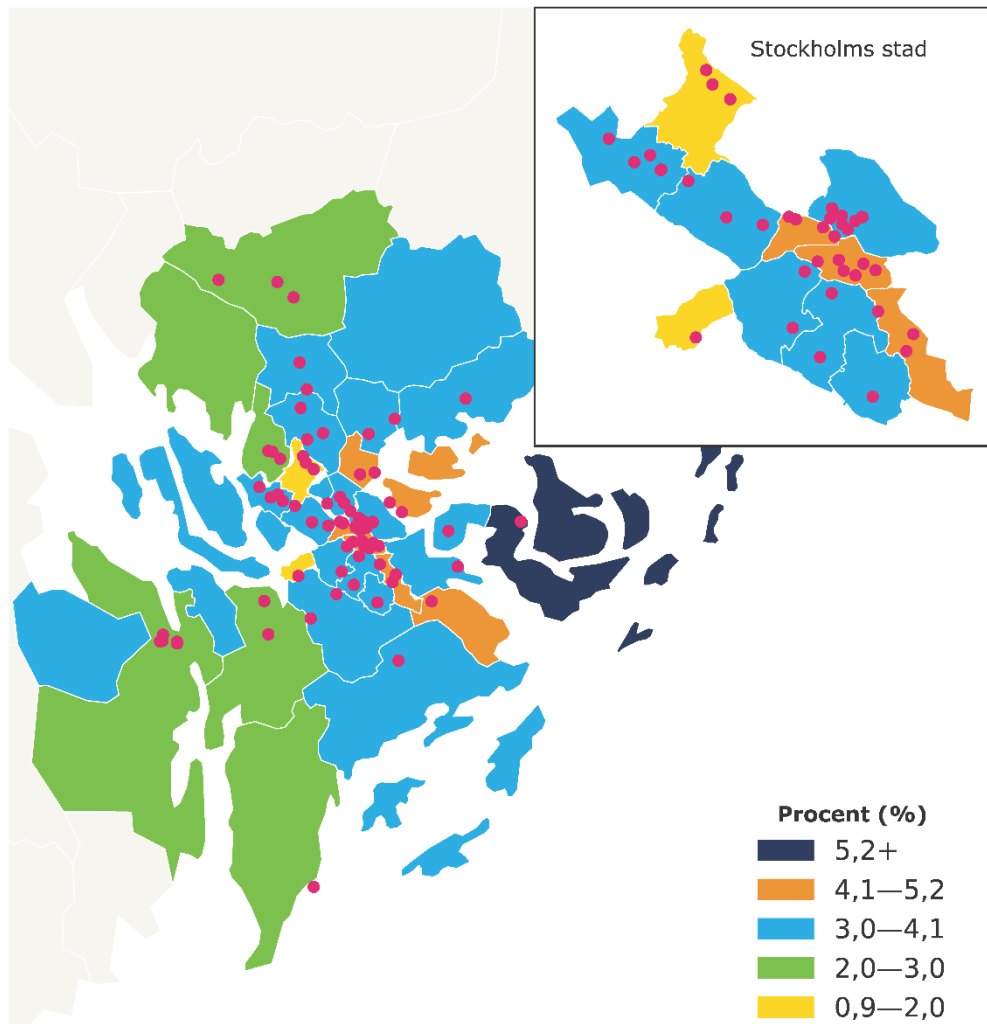 Stockholms stad
Procent (%)
5,2+
4,1—5,2
3,0—4,1
2,0—3,0
0,9—2,0